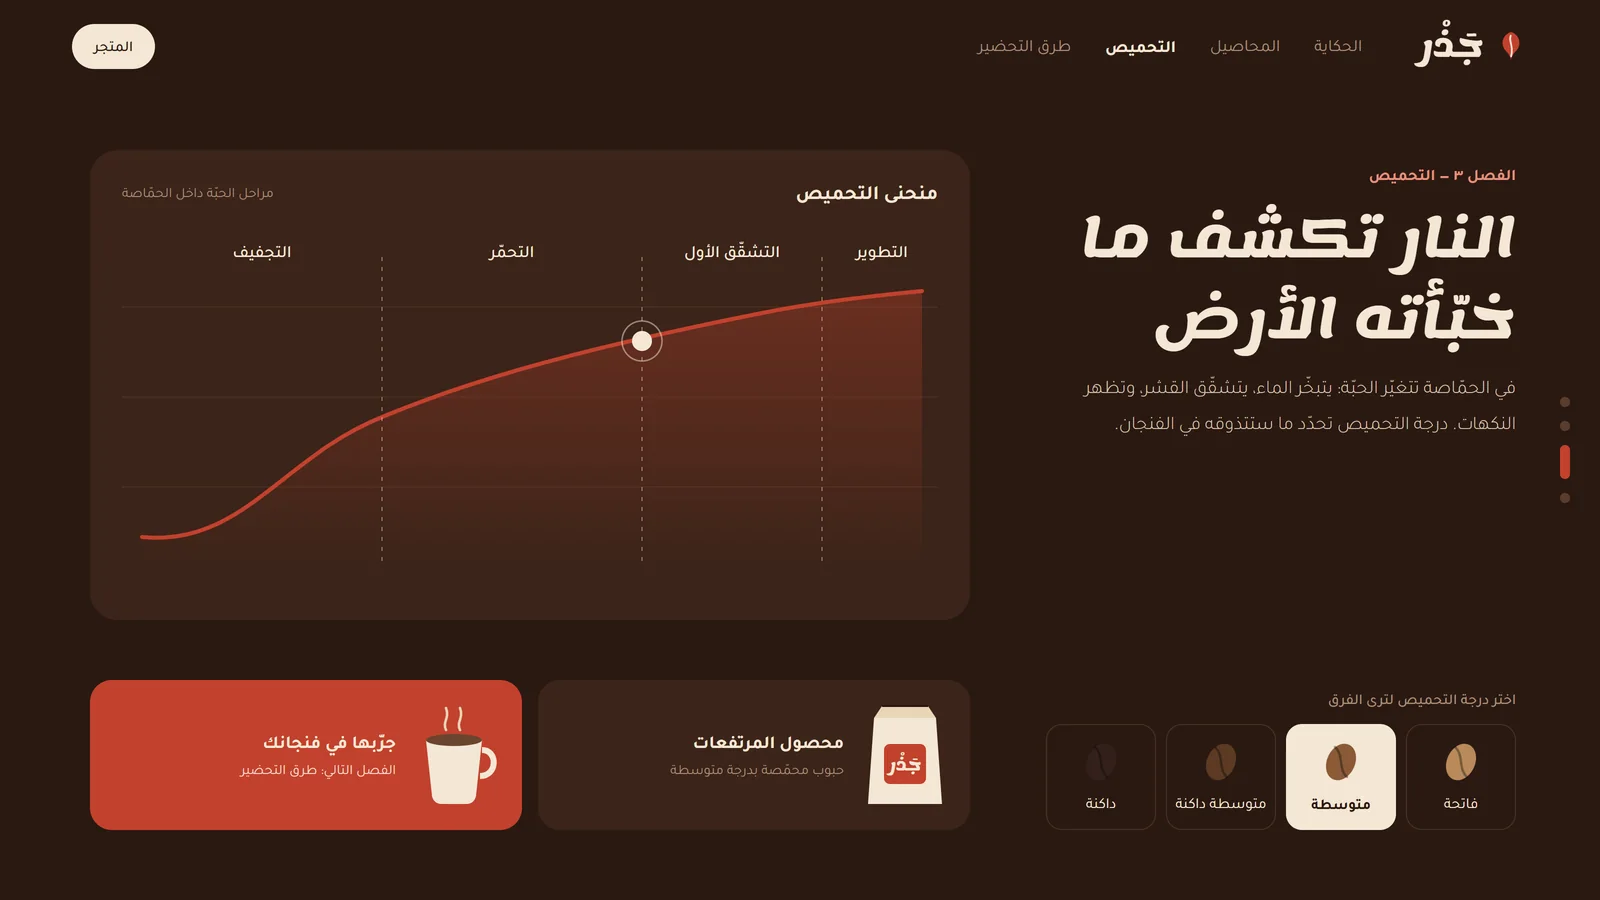 جَذْر
الحكاية
المحاصيل
التحميص
طرق التحضير
المتجر
الفصل ٣ – التحميص
النار تكشف ما
خبّأته الأرض
في الحمّاصة تتغيّر الحبّة: يتبخّر الماء، يتشقّق القشر، وتظهر
النكهات. درجة التحميص تحدّد ما ستتذوقه في الفنجان.
اختر درجة التحميص لترى الفرق
فاتحة
متوسطة
متوسطة داكنة
داكنة
منحنى التحميص
مراحل الحبّة داخل الحمّاصة
التطوير
التشقّق الأول
التحمّر
التجفيف
جَذْر
محصول المرتفعات
حبوب محمّصة بدرجة متوسطة
جرّبها في فنجانك
الفصل التالي: طرق التحضير